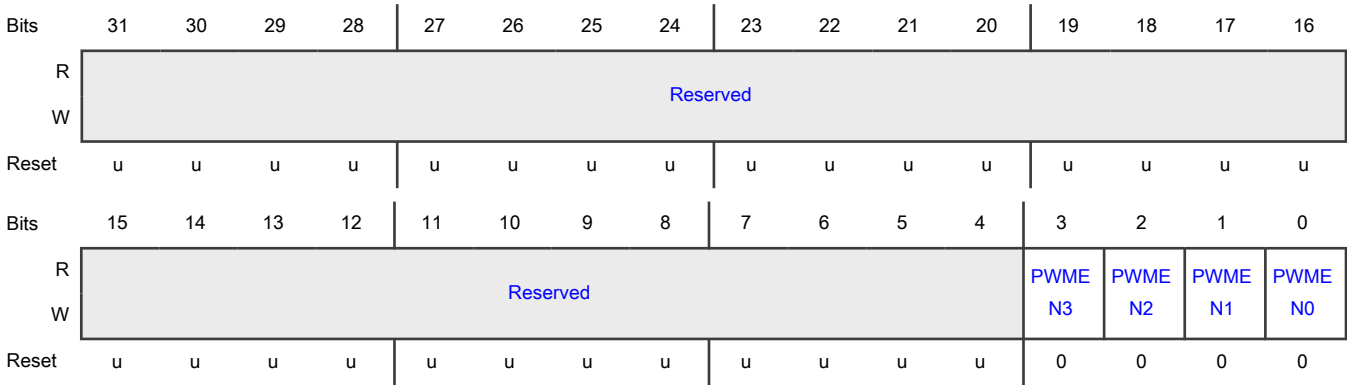 Bits 31 30 29 28 27 26 25 24 23 22 21 20 19 18 17 16
R
Reserved
W
Reset u u u u u u u u u u u u u u u u
Bits 15 14 13 12 11 10 9 8 7 6 5 4 3 2 1 0
R PWME PWME PWME PWME
Reserved
W N3 N2 N1 N0
Reset u u u u u u u u u u u u 0 0 0 0